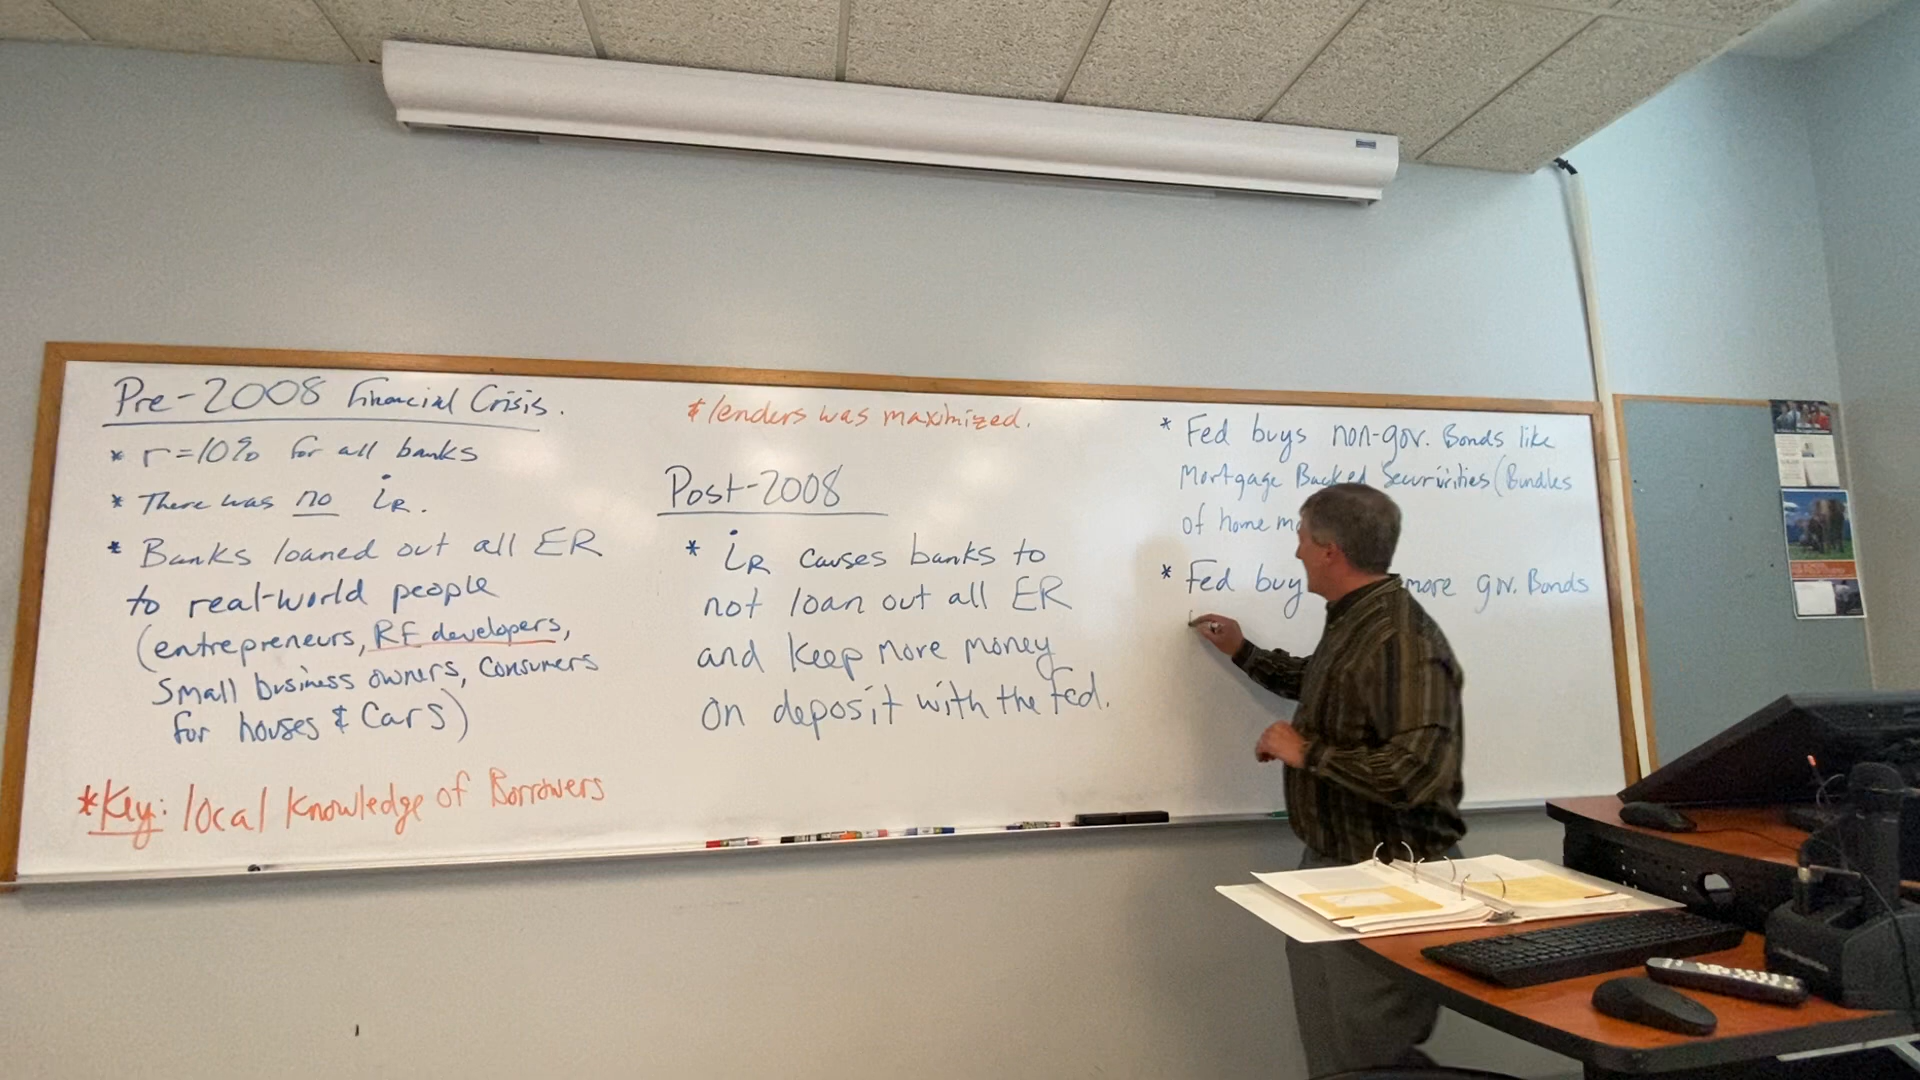 Pre-2008 Financial Crisis.
* r=10% for all banks
* There was no iR.
* Banks loaned out all ER
to real-world people
(entrepreneurs, RE developers,
small business owners, consumers
for houses & cars)
*Key: local knowledge of Borrowers
* lenders was maximized.
Post-2008
* iR causes banks to
not loan out all ER
and keep more money
on deposit with the Fed.
* Fed buys non-gov. Bonds like
Mortgage Backed Securities (Bundles
of home
* Fed buy more gov. Bonds